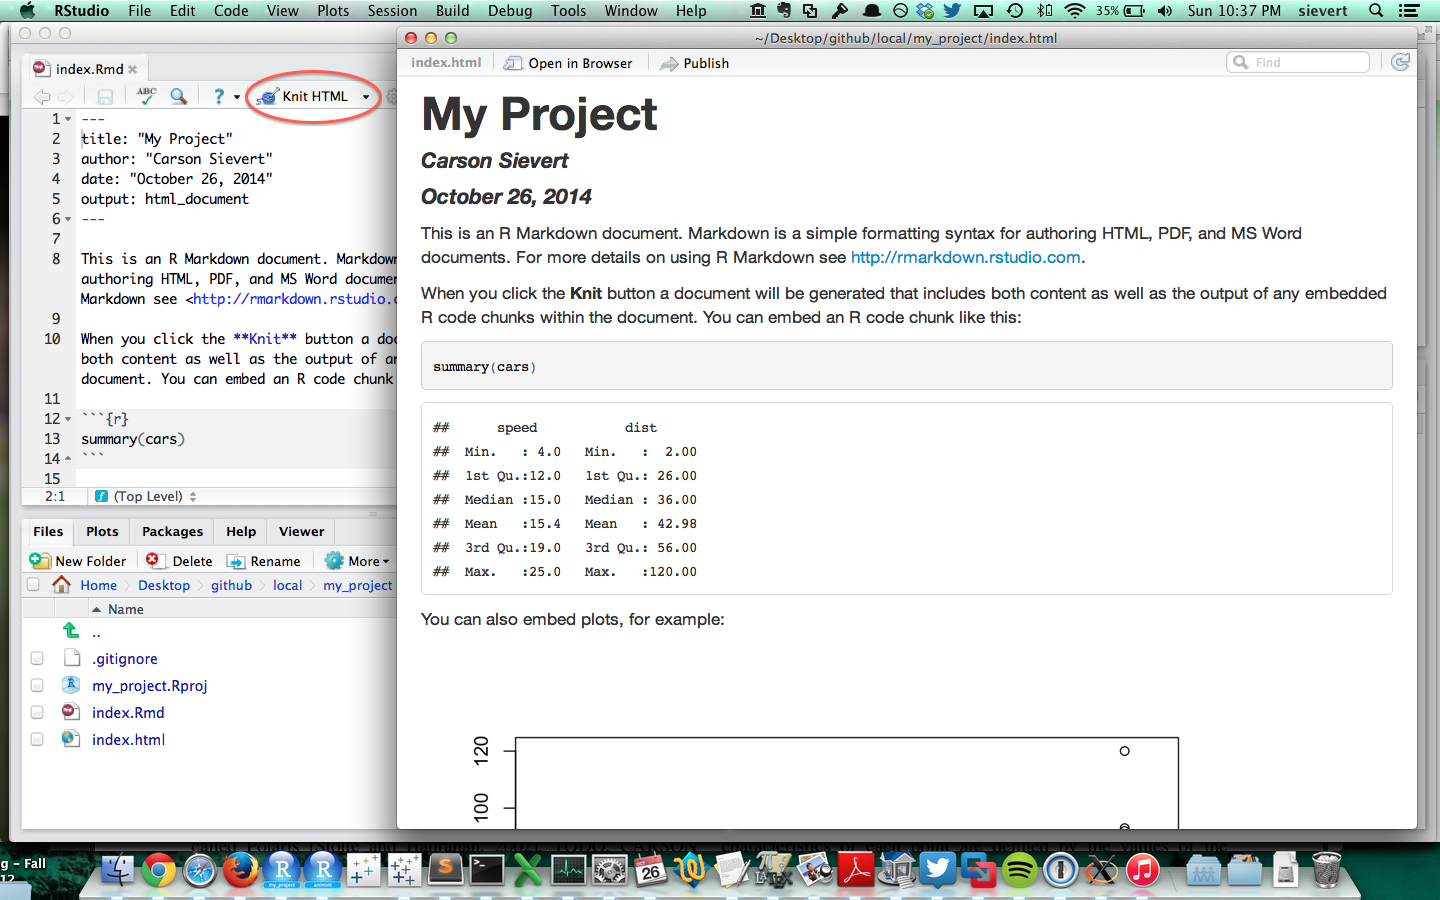 RStudio File Edit Code View Plots Session Build Debug Tools Window Help 35% Sun 10:37 PM sievert
~/Desktop/github/local/my_project/index.html
index.Rmd
index.html Open in Browser Publish Find
ABC ? Knit HTML
1 ---
2 title: "My Project"
3 author: "Carson Sievert"
4 date: "October 26, 2014"
5 output: html_document
6 ---
7
8 This is an R Markdown document. Markdown
authoring HTML, PDF, and MS Word documen
Markdown see <http://rmarkdown.rstudio.c
9
10 When you click the **Knit** button a doc
both content as well as the output of an
document. You can embed an R code chunk
11
12 ```{r}
13 summary(cars)
14 ```
15
2:1 (Top Level)
Files Plots Packages Help Viewer
New Folder Delete Rename More
Home Desktop github local my_project
Name
..
.gitignore
my_project.Rproj
index.Rmd
index.html
My Project
Carson Sievert
October 26, 2014
This is an R Markdown document. Markdown is a simple formatting syntax for authoring HTML, PDF, and MS Word
documents. For more details on using R Markdown see http://rmarkdown.rstudio.com.
When you click the Knit button a document will be generated that includes both content as well as the output of any embedded
R code chunks within the document. You can embed an R code chunk like this:
summary(cars)
## speed dist
## Min. : 4.0 Min. : 2.00
## 1st Qu.:12.0 1st Qu.: 26.00
## Median :15.0 Median : 36.00
## Mean :15.4 Mean : 42.98
## 3rd Qu.:19.0 3rd Qu.: 56.00
## Max. :25.0 Max. :120.00
You can also embed plots, for example:
120
100
g – Fall
12
R my_project R animint S OCT 26